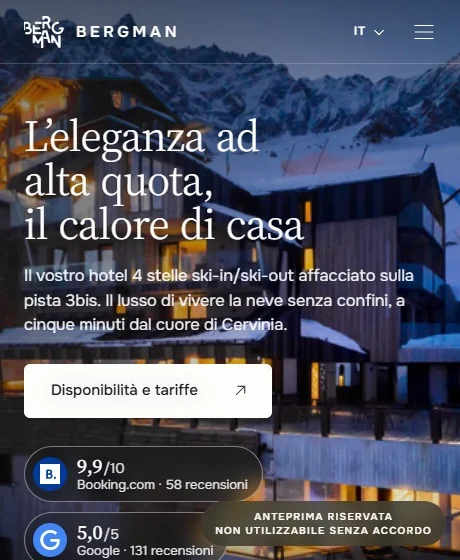 BERG
MAN
BERGMAN
IT
L’eleganza ad
alta quota,
il calore di casa
Il vostro hotel 4 stelle ski-in/ski-out affacciato sulla
pista 3bis. Il lusso di vivere la neve senza confini, a
cinque minuti dal cuore di Cervinia.
Disponibilità e tariffe
B.
9,9/10
Booking.com · 58 recensioni
ANTEPRIMA RISERVATA
NON UTILIZZABILE SENZA ACCORDO
G
5,0/5
Google · 131 recensioni